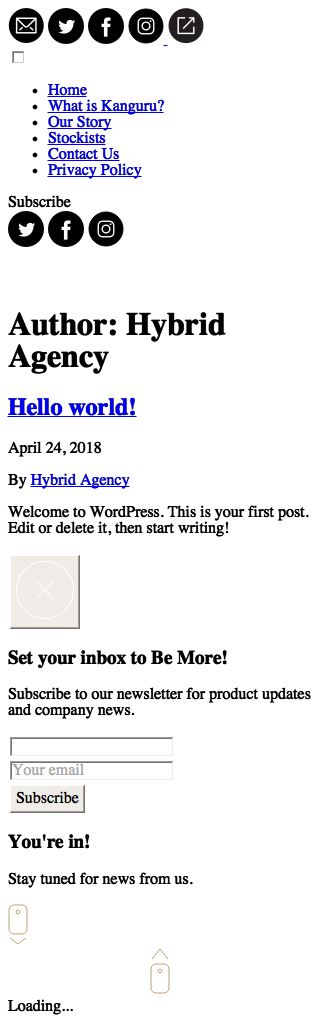 Home
What is Kanguru?
Our Story
Stockists
Contact Us
Privacy Policy
Subscribe
Author: Hybrid
Agency
Hello world!
April 24, 2018
By Hybrid Agency
Welcome to WordPress. This is your first post.
Edit or delete it, then start writing!
Set your inbox to Be More!
Subscribe to our newsletter for product updates
and company news.
Your email
Subscribe
You're in!
Stay tuned for news from us.
Loading...